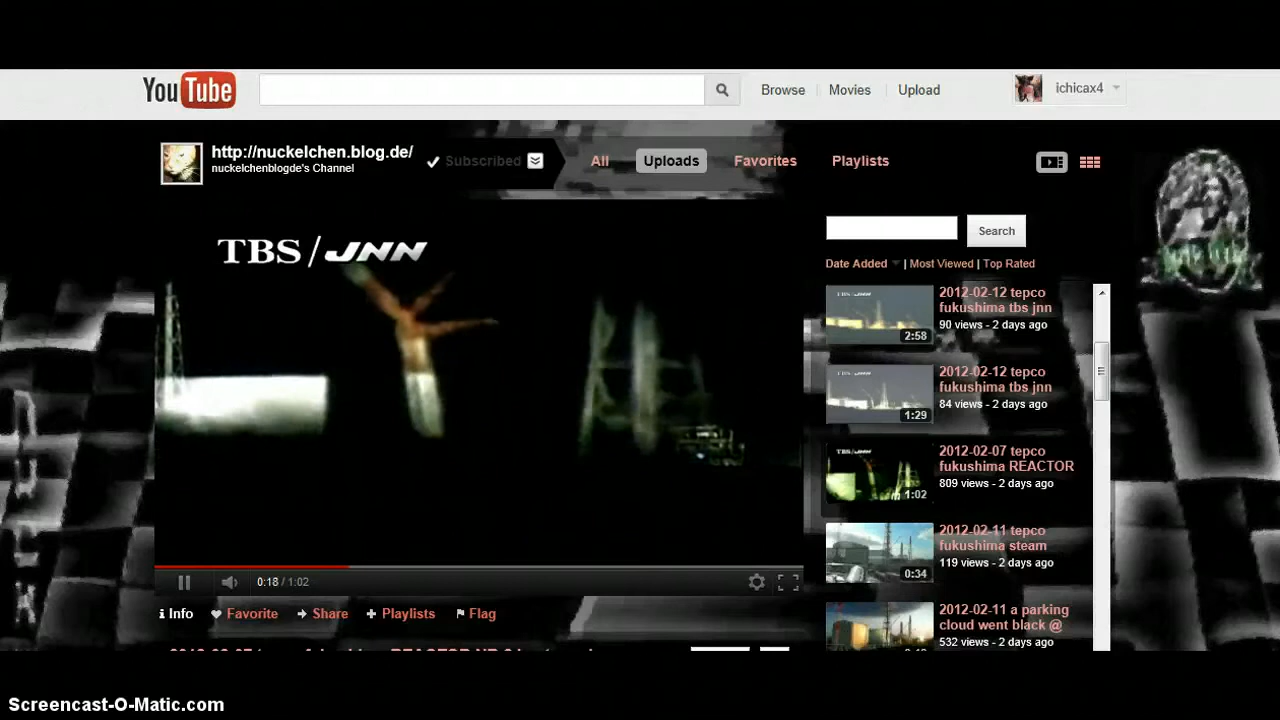 YouTube
Browse
Movies
Upload
ichicax4
http://nuckelchen.blog.de/
nuckelchenblogde's Channel
Subscribed
All
Uploads
Favorites
Playlists
TBS/JNN
Search
Date Added | Most Viewed | Top Rated
2012-02-12 tepco
fukushima tbs jnn
90 views - 2 days ago
2:58
2012-02-12 tepco
fukushima tbs jnn
84 views - 2 days ago
1:29
2012-02-07 tepco
fukushima REACTOR
809 views - 2 days ago
1:02
2012-02-11 tepco
fukushima steam
119 views - 2 days ago
0:34
2012-02-11 a parking
cloud went black @
532 views - 2 days ago
0:18 / 1:02
Info
Favorite
Share
Playlists
Flag
Screencast-O-Matic.com